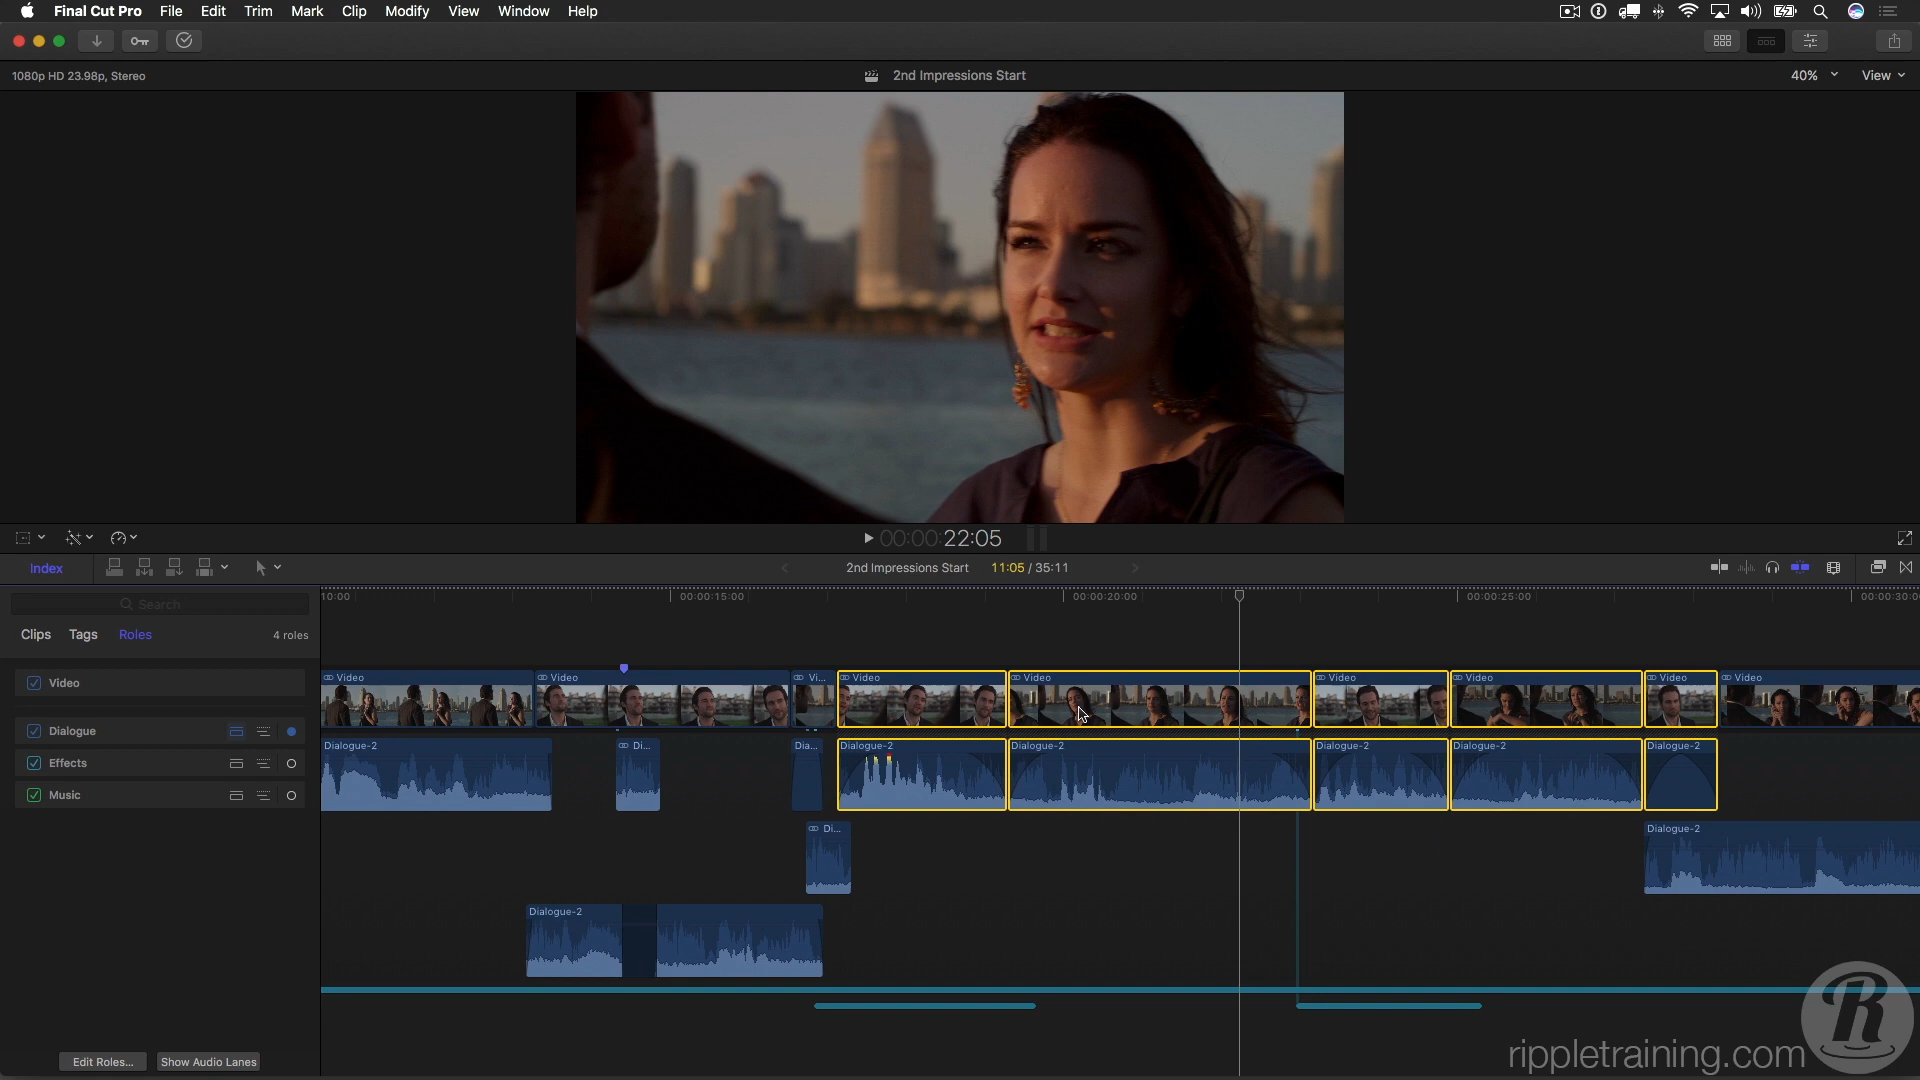 Final Cut Pro File Edit Trim Mark Clip Modify View Window Help
1080p HD 23.98p, Stereo
2nd Impressions Start
40% View
00:00:22:05
Index
2nd Impressions Start 11:05 / 35:11
10:00 00:00:15:00 00:00:20:00 00:00:25:00 00:00:30:0
Search
Clips Tags Roles 4 roles
Video
Dialogue
Effects
Music
Video Video Vi... Video Video Video Video Video Video
Dialogue-2 Di... Dia... Dialogue-2 Dialogue-2 Dialogue-2 Dialogue-2 Dialogue-2
Di... Dialogue-2
Dialogue-2
Edit Roles... Show Audio Lanes
rippletraining.com R